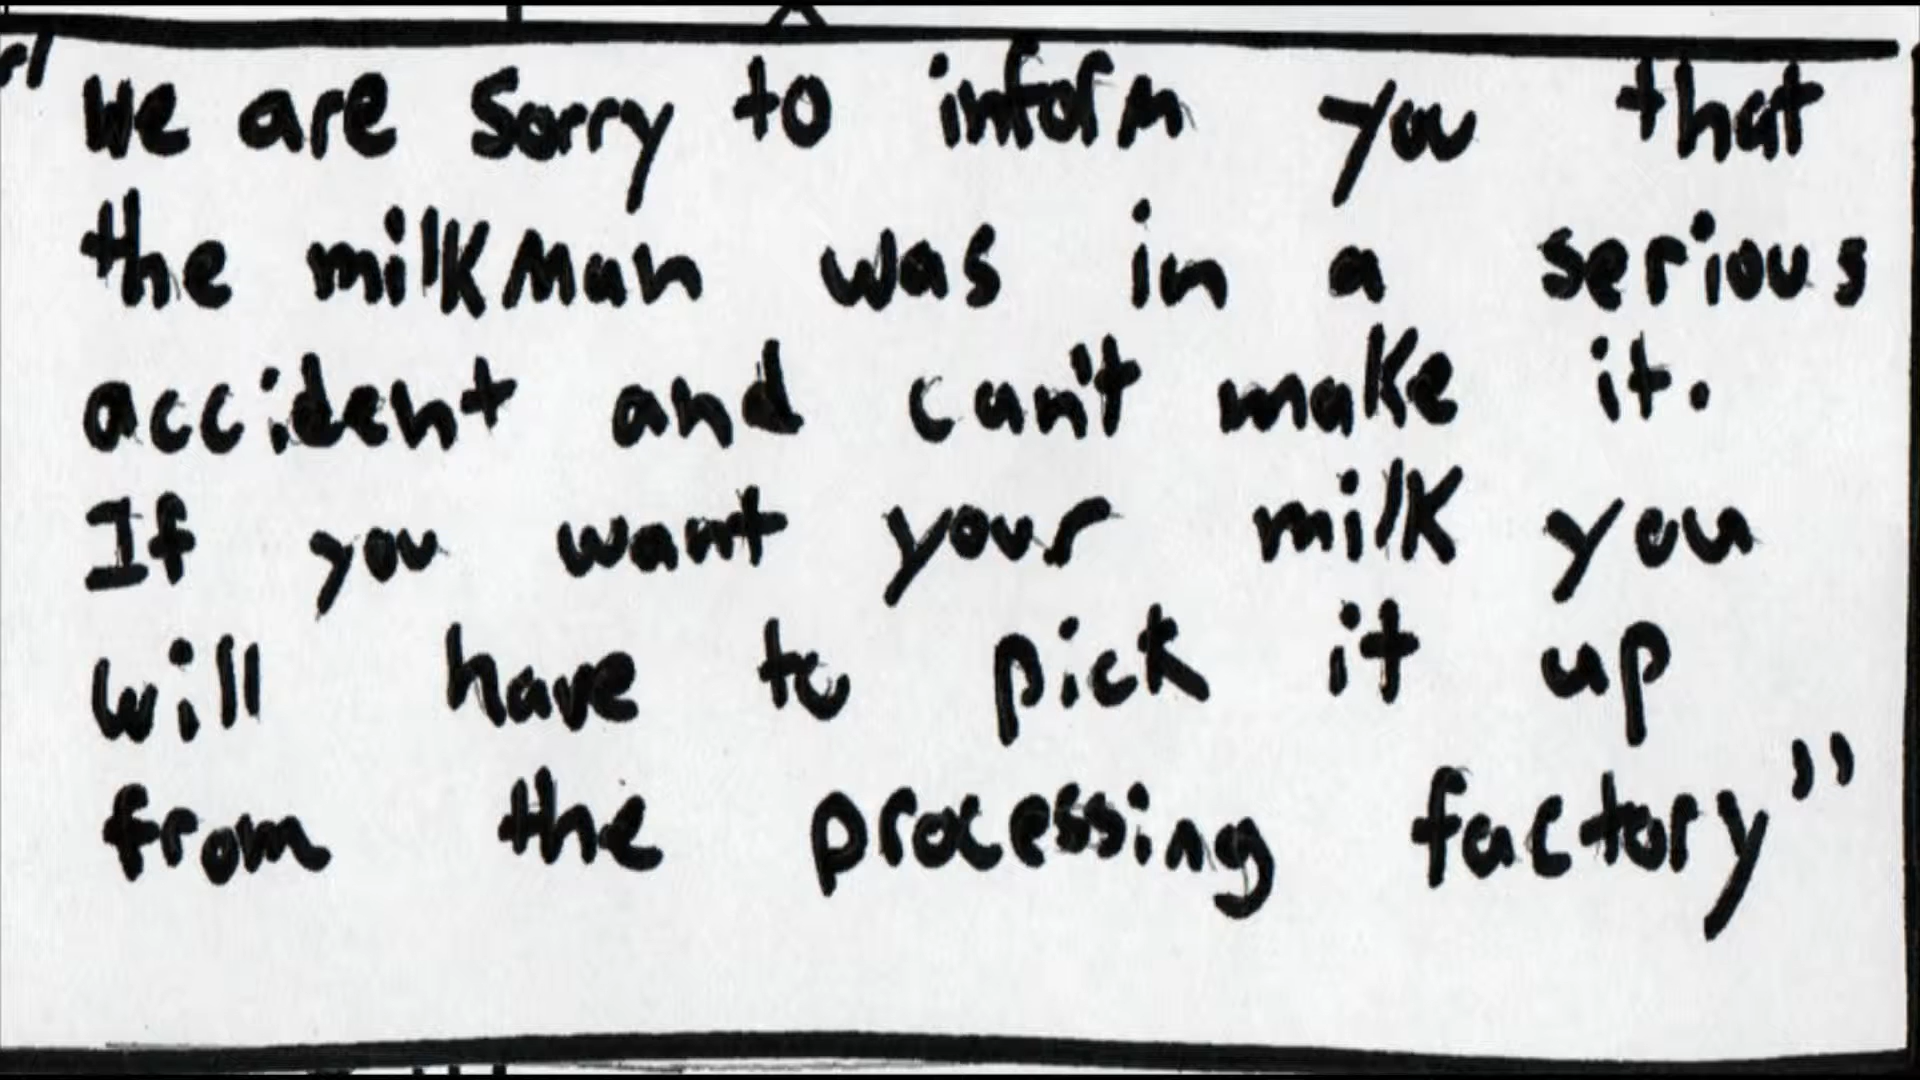 "We are sorry to inform you that
the milkman was in a serious
accident and can't make it.
If you want your milk you
will have to pick it up
from the processing factory"